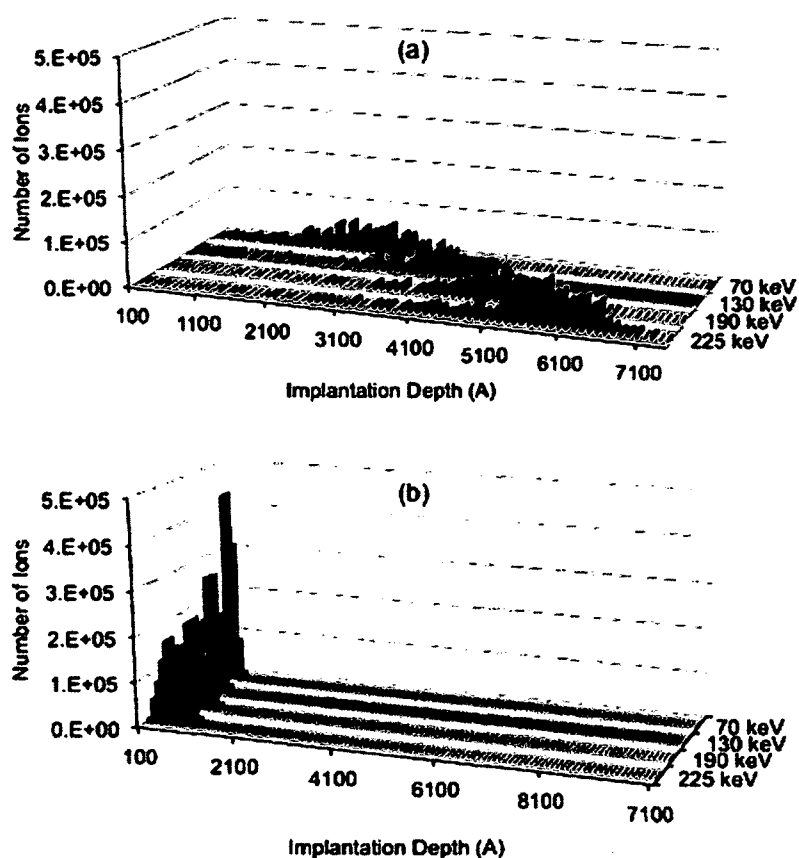 (a)
5.E+05
4.E+05
3.E+05
2.E+05
1.E+05
0.E+00
Number of Ions
100 1100 2100 3100 4100 5100 6100 7100
70 keV
130 keV
190 keV
225 keV
Implantation Depth (A)
(b)
5.E+05
4.E+05
3.E+05
2.E+05
1.E+05
0.E+00
Number of Ions
100 2100 4100 6100 8100 7100
70 keV
130 keV
190 keV
225 keV
Implantation Depth (A)